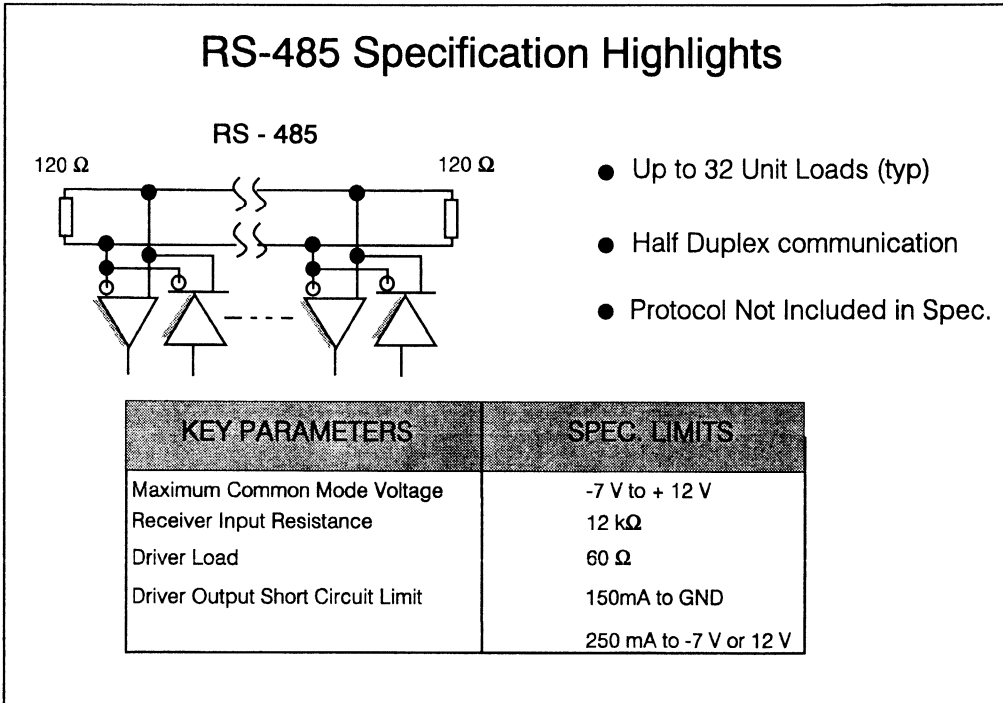 RS-485 Specification Highlights
RS - 485
120 Ω
120 Ω
Up to 32 Unit Loads (typ)
Half Duplex communication
Protocol Not Included in Spec.
KEY PARAMETERS SPEC. LIMITS
Maximum Common Mode Voltage -7 V to + 12 V
Receiver Input Resistance 12 kΩ
Driver Load 60 Ω
Driver Output Short Circuit Limit 150mA to GND
250 mA to -7 V or 12 V